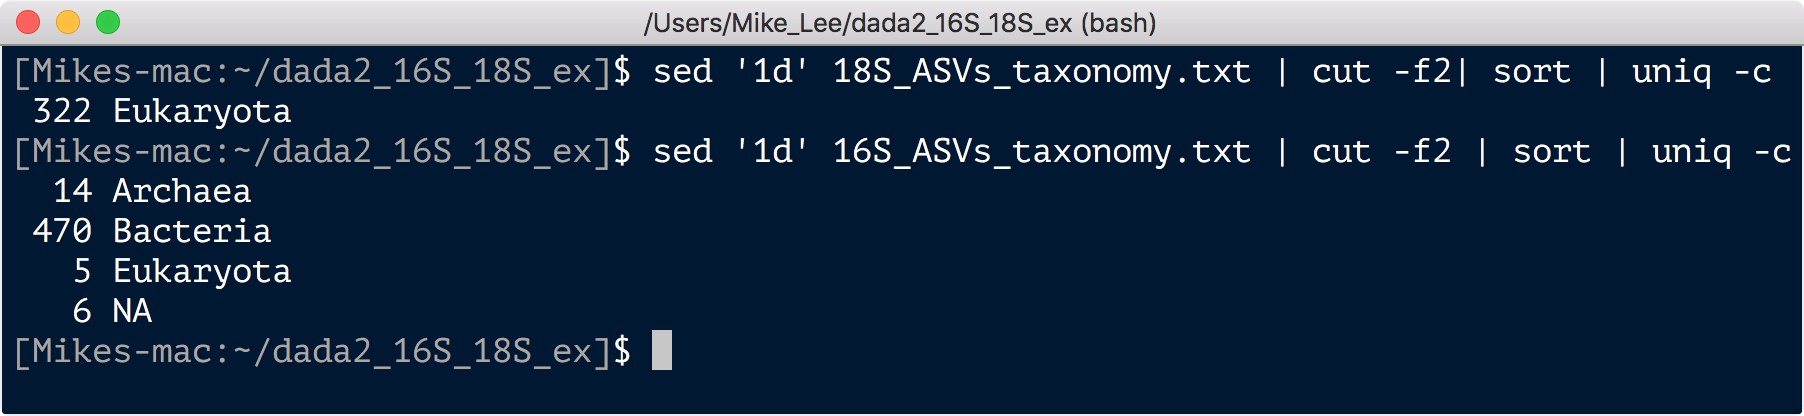 /Users/Mike_Lee/dada2_16S_18S_ex (bash)
[Mikes-mac:~/dada2_16S_18S_ex]$ sed '1d' 18S_ASVs_taxonomy.txt | cut -f2| sort | uniq -c
322 Eukaryota
[Mikes-mac:~/dada2_16S_18S_ex]$ sed '1d' 16S_ASVs_taxonomy.txt | cut -f2 | sort | uniq -c
14 Archaea
470 Bacteria
5 Eukaryota
6 NA
[Mikes-mac:~/dada2_16S_18S_ex]$